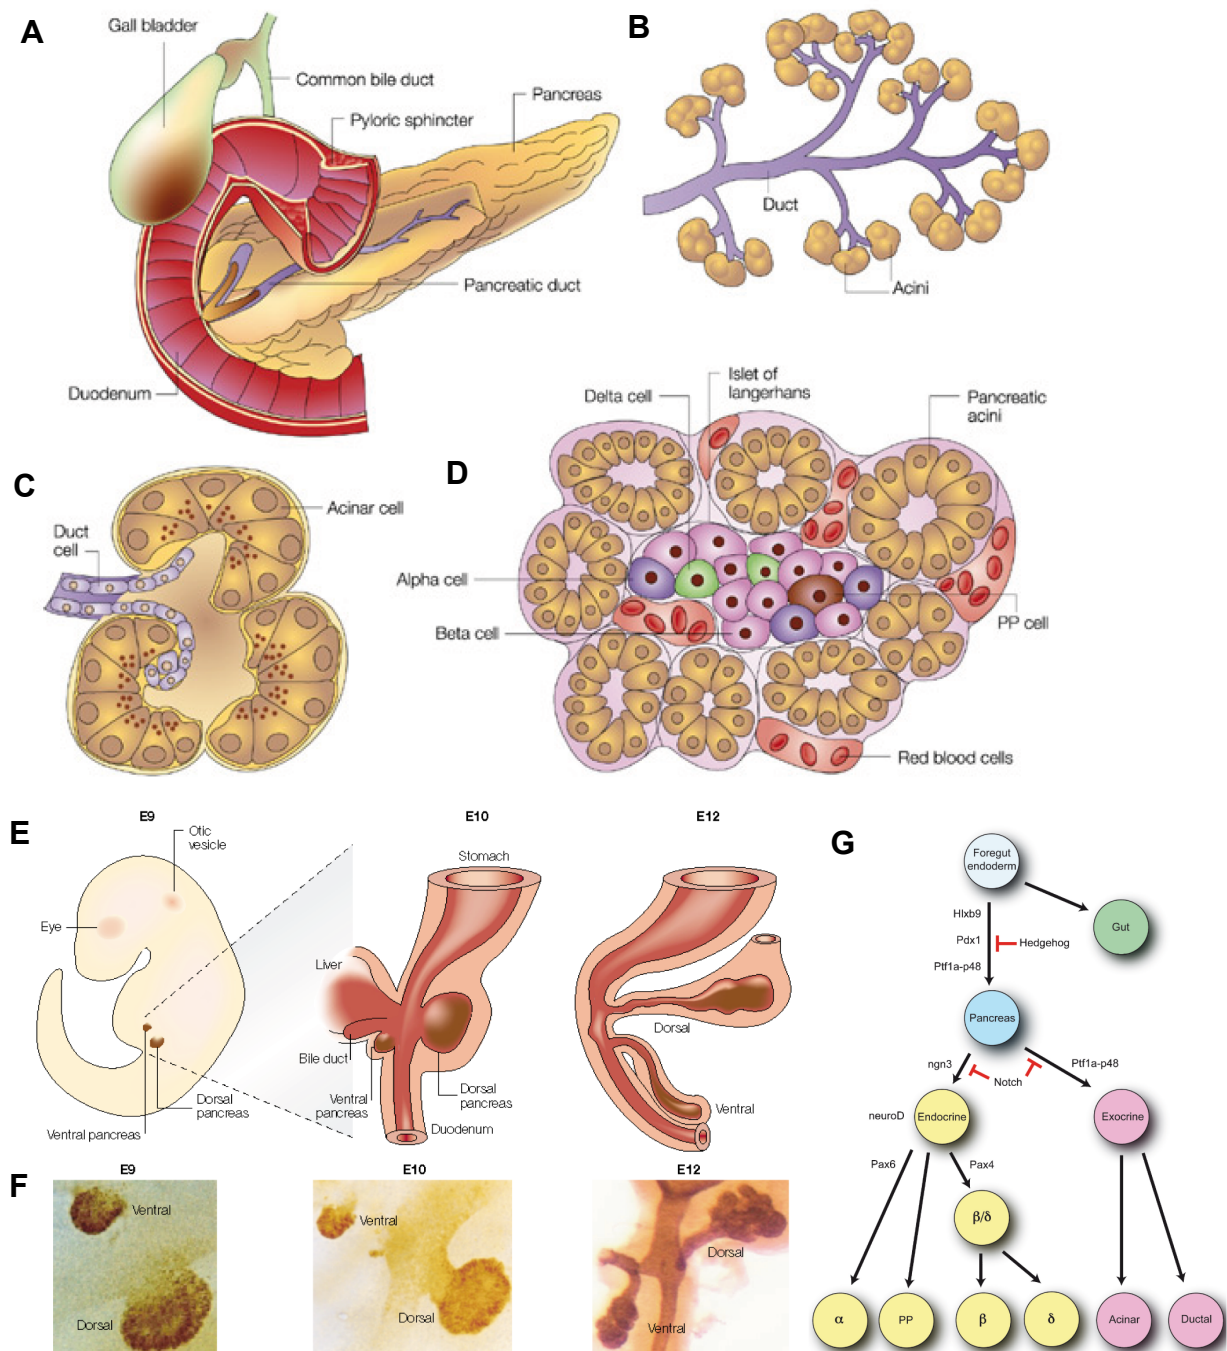 A
Gall bladder
Common bile duct
Pyloric sphincter
Pancreas
Pancreatic duct
Duodenum
B
Duct
Acini
C
Acinar cell
Duct
cell
D
Delta cell
Islet of
langerhans
Pancreatic
acini
Alpha cell
Beta cell
PP cell
Red blood cells
E
E9
Otic
vesicle
Eye
Dorsal
pancreas
Ventral pancreas
E10
Stomach
Liver
Bile duct
Ventral
pancreas
Dorsal
pancreas
Duodenum
E12
Dorsal
Ventral
F
E9
Ventral
Dorsal
E10
Ventral
Dorsal
E12
Dorsal
Ventral
G
Foregut
endoderm
Gut
Hlxb9
Pdx1
Hedgehog
Ptf1a-p48
Pancreas
ngn3
Notch
Ptf1a-p48
neuroD
Endocrine
Exocrine
Pax6
Pax4
β/δ
α
PP
β
δ
Acinar
Ductal